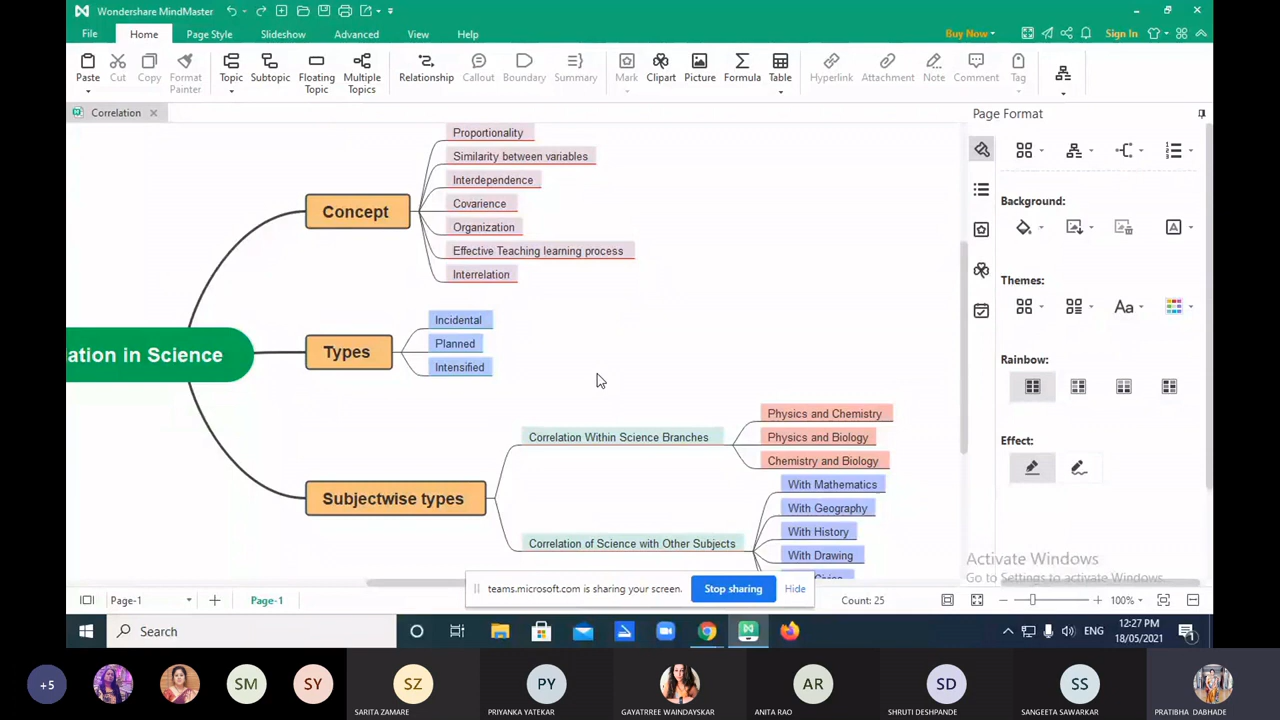 Wondershare MindMaster
File Home Page Style Slideshow Advanced View Help Buy Now Sign In
Paste Cut Copy Format Painter Topic Subtopic Floating Topic Multiple Topics Relationship Callout Boundary Summary Mark Clipart Picture Formula Table Hyperlink Attachment Note Comment Tag
Correlation
Page Format
Proportionality
Similarity between variables
Interdependence
Covarience
Concept
Organization
Effective Teaching learning process
Interrelation
Background:
Themes:
Aa
Rainbow:
Effect:
Incidental
Planned
Intensified
Types
ation in Science
Physics and Chemistry
Correlation Within Science Branches
Physics and Biology
Chemistry and Biology
With Mathematics
Subjectwise types
With Geography
With History
Correlation of Science with Other Subjects
With Drawing
Activate Windows
Go to Settings to activate Windows.
teams.microsoft.com is sharing your screen. Stop sharing Hide
Page-1 Page-1 Count: 25 100%
Search
ENG 12:27 PM
18/05/2021
1
+5 SM SY SZ PY AR SD SS
SARITA ZAMARE PRIYANKA YATEKAR GAYATRREE WAINDAYSKAR ANITA RAO SHRUTI DESHPANDE SANGEETA SAWARKAR PRATIBHA DABHADE